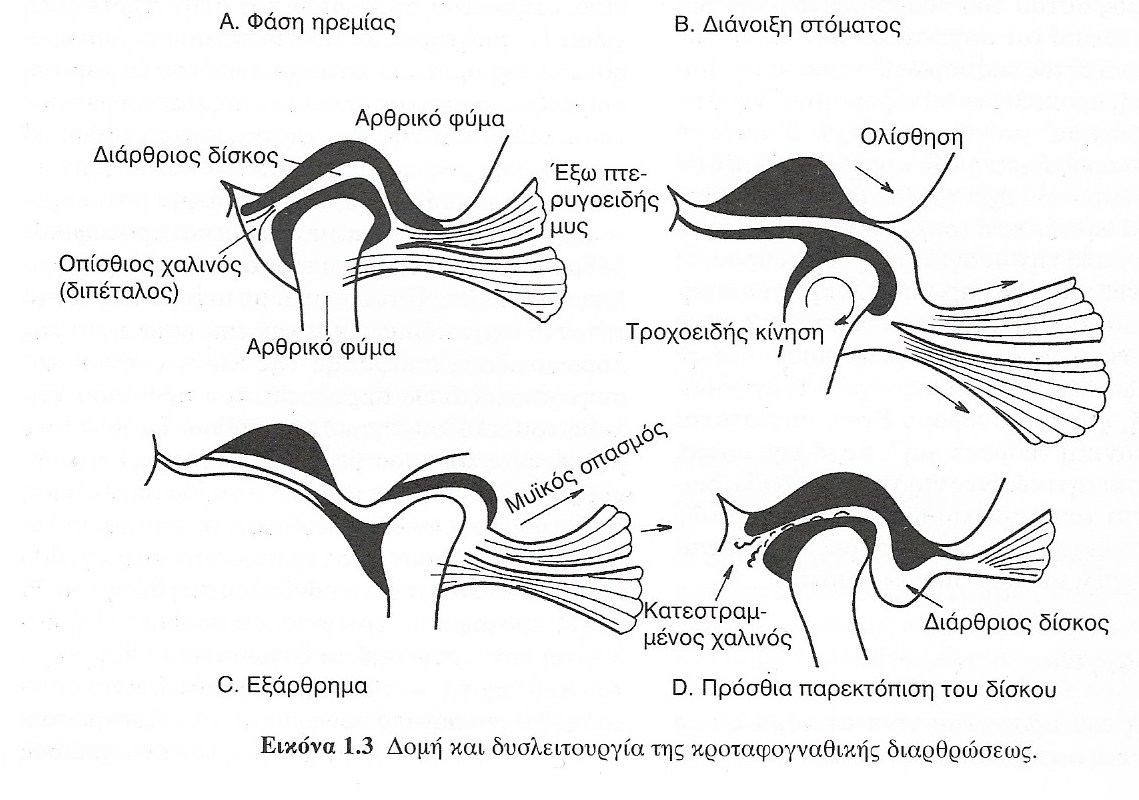 A. Φάση ηρεμίας
B. Διάνοιξη στόματος
Αρθρικό φύμα
Διάρθριος δίσκος
Έξω πτε-
ρυγοειδής
μυς
Οπίσθιος χαλινός
(διπέταλος)
Αρθρικό φύμα
Ολίσθηση
Τροχοειδής κίνηση
Μυϊκός σπασμός
Κατεστραμ-
μένος χαλινός
Διάρθριος δίσκος
C. Εξάρθρημα
D. Πρόσθια παρεκτόπιση του δίσκου
Εικόνα 1.3 Δομή και δυσλειτουργία της κροταφογναθικής διαρθρώσεως.